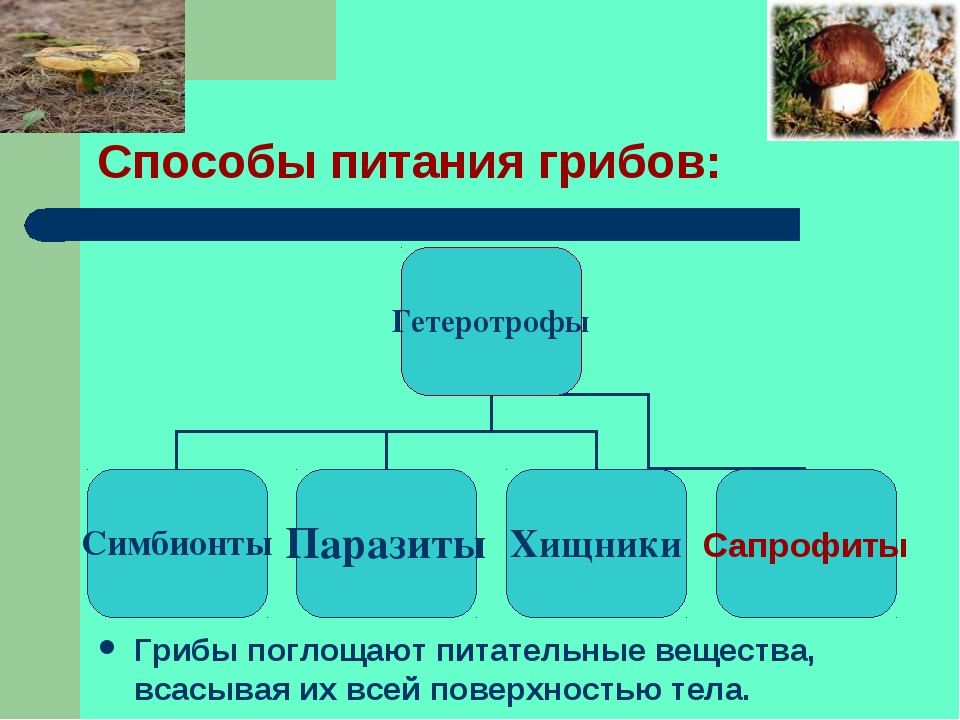 Способы питания грибов:
Гетеротрофы
Симбионты
Паразиты
Хищники
Сапрофиты
Грибы поглощают питательные вещества,
всасывая их всей поверхностью тела.